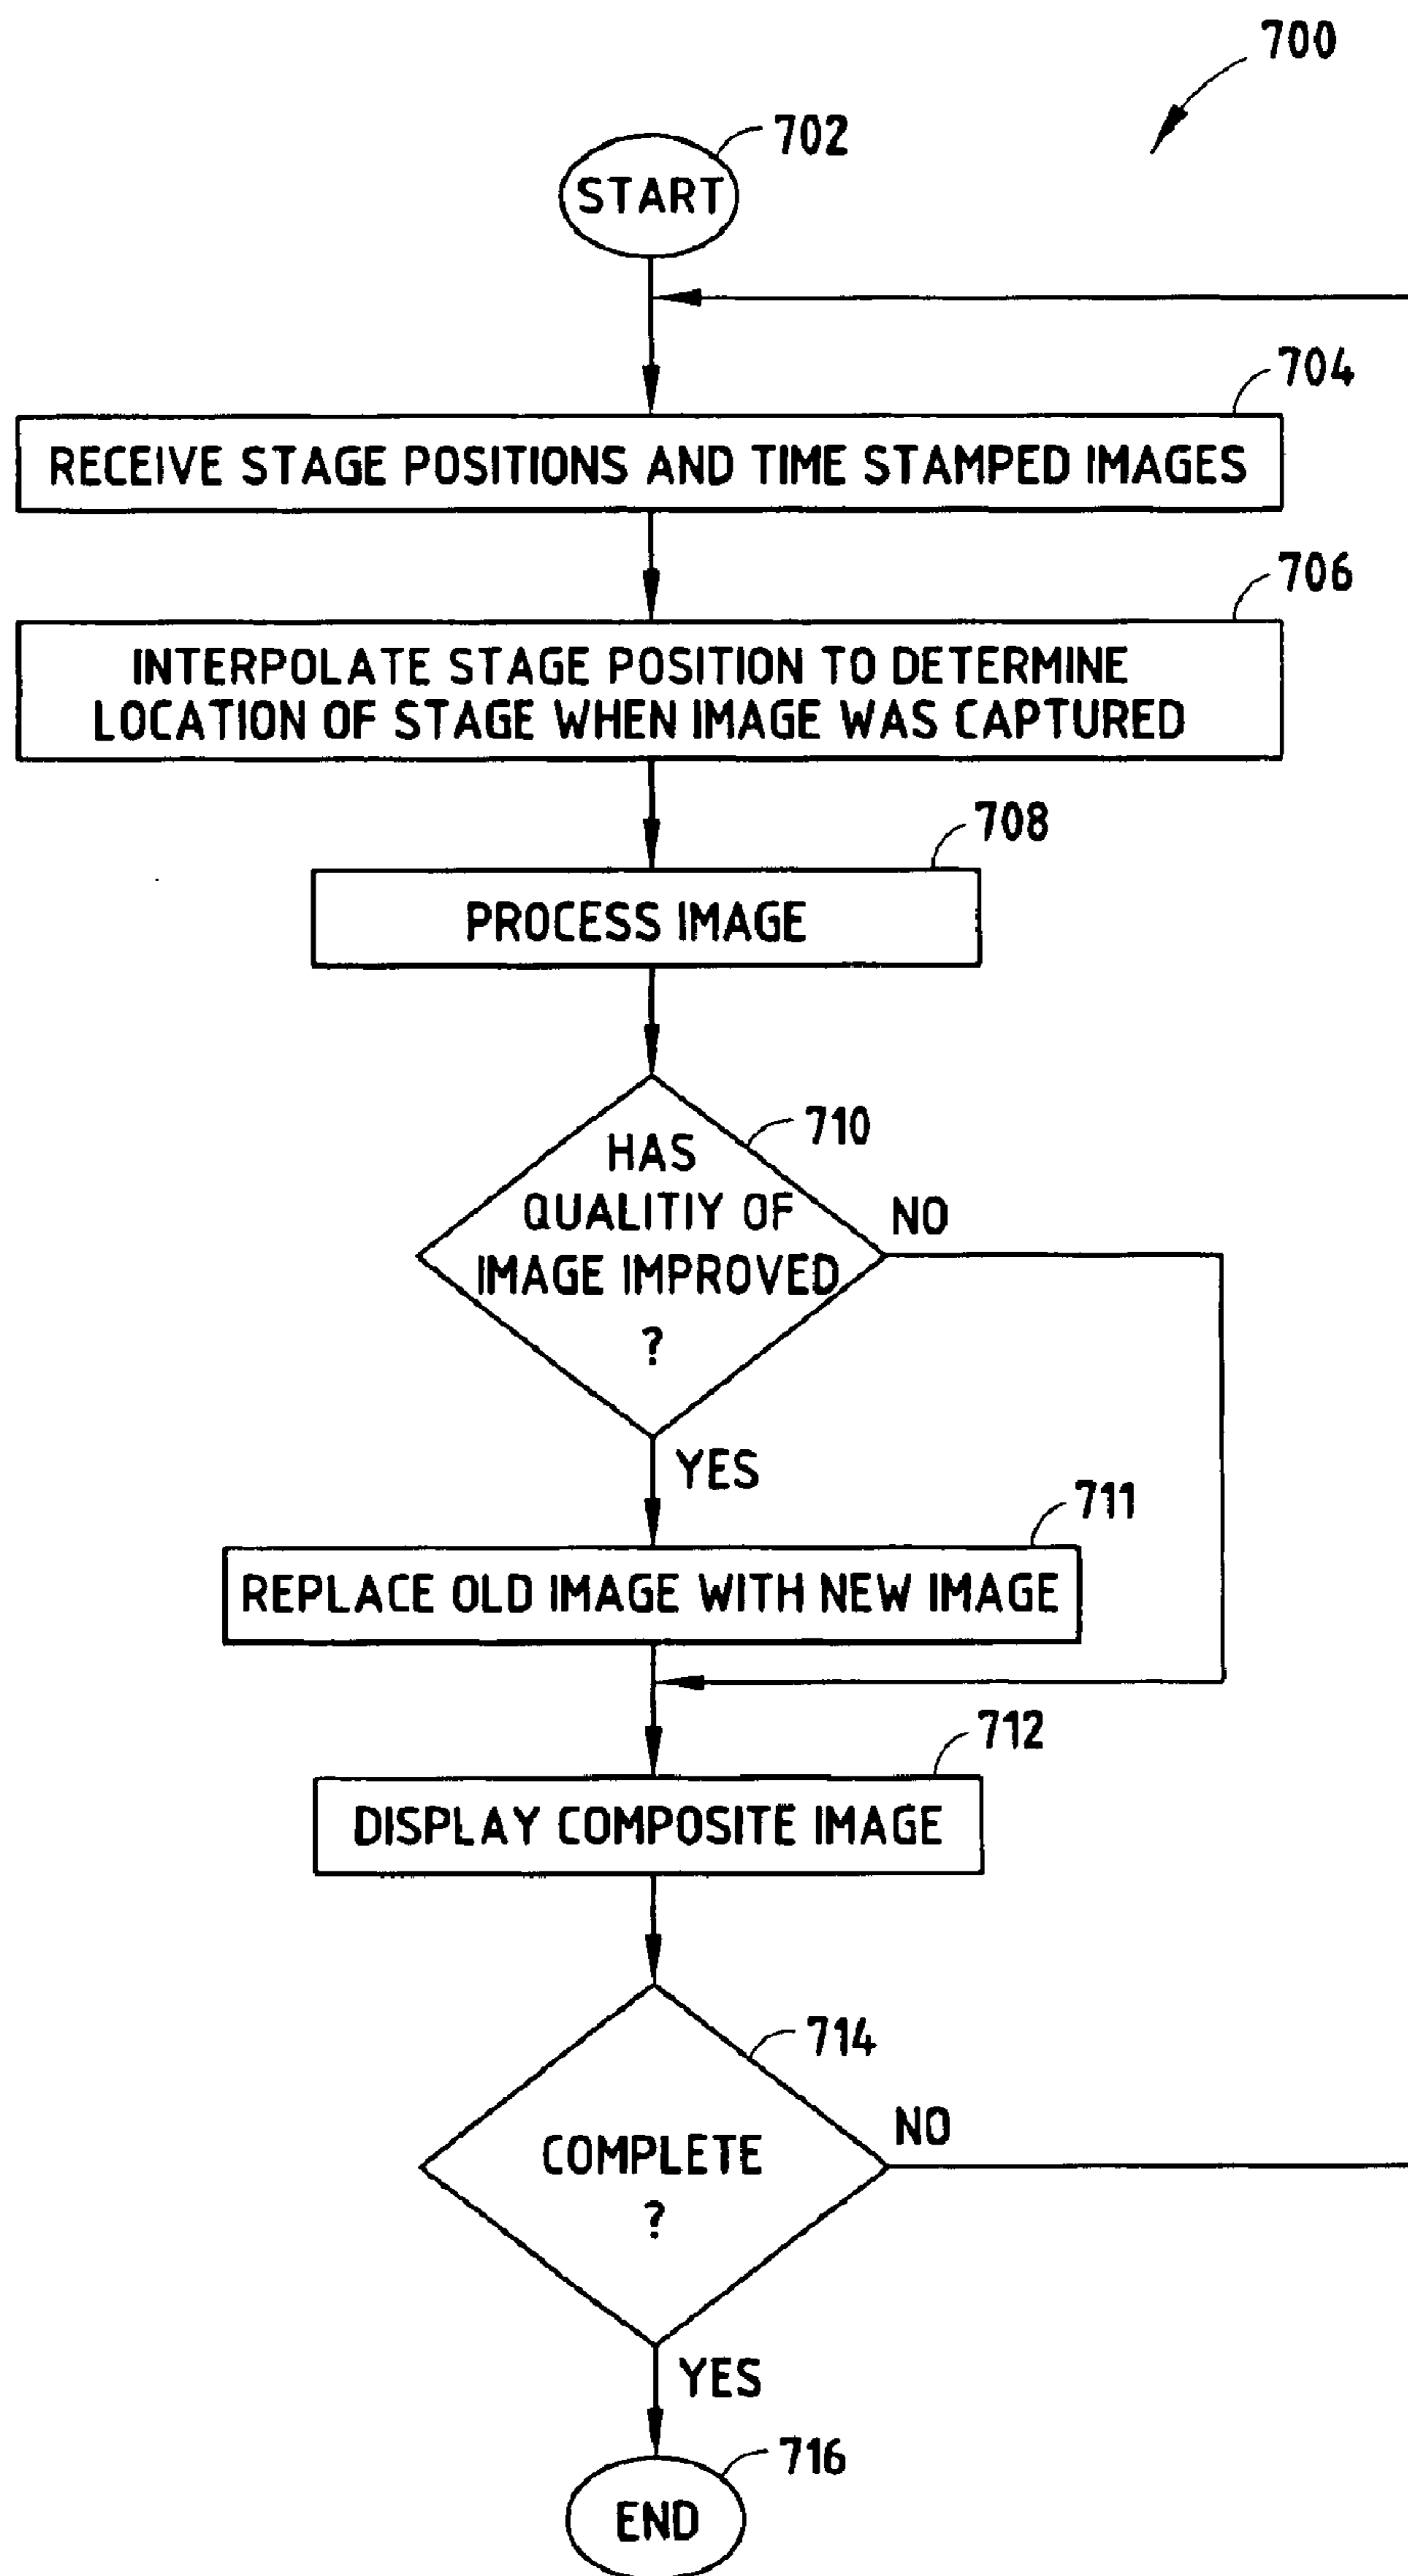 700
702
START
704
RECEIVE STAGE POSITIONS AND TIME STAMPED IMAGES
706
INTERPOLATE STAGE POSITION TO DETERMINE
LOCATION OF STAGE WHEN IMAGE WAS CAPTURED
708
PROCESS IMAGE
710
HAS
QUALITIY OF
IMAGE IMPROVED
?
NO
YES
711
REPLACE OLD IMAGE WITH NEW IMAGE
712
DISPLAY COMPOSITE IMAGE
714
COMPLETE
?
NO
YES
716
END